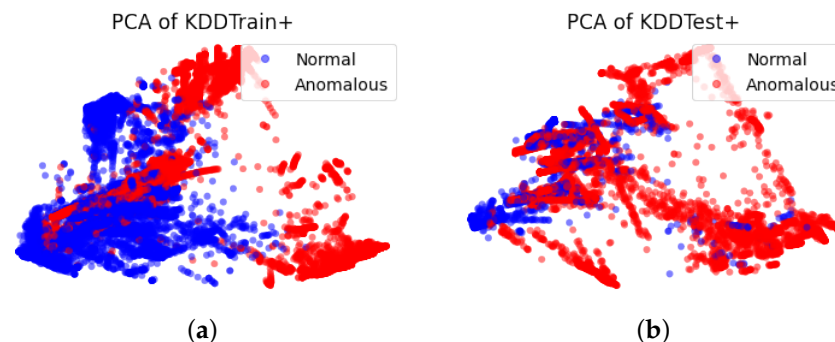 PCA of KDDTrain+
Normal
Anomalous
(a)
PCA of KDDTest+
Normal
Anomalous
(b)